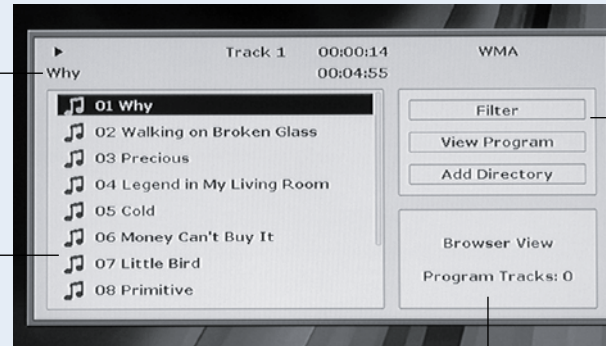 Track 1 00:00:14 WMA
Why 00:04:55
01 Why
02 Walking on Broken Glass
03 Precious
04 Legend in My Living Room
05 Cold
06 Money Can't Buy It
07 Little Bird
08 Primitive
Filter
View Program
Add Directory
Browser View
Program Tracks: 0